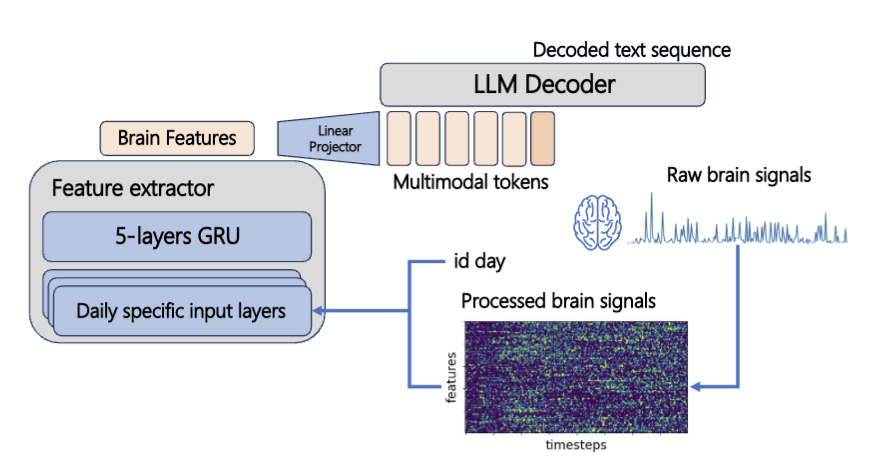 Decoded text sequence
LLM Decoder
Brain Features
Linear
Projector
Multimodal tokens
Feature extractor
5-layers GRU
Daily specific input layers
Raw brain signals
id day
Processed brain signals
features
timesteps